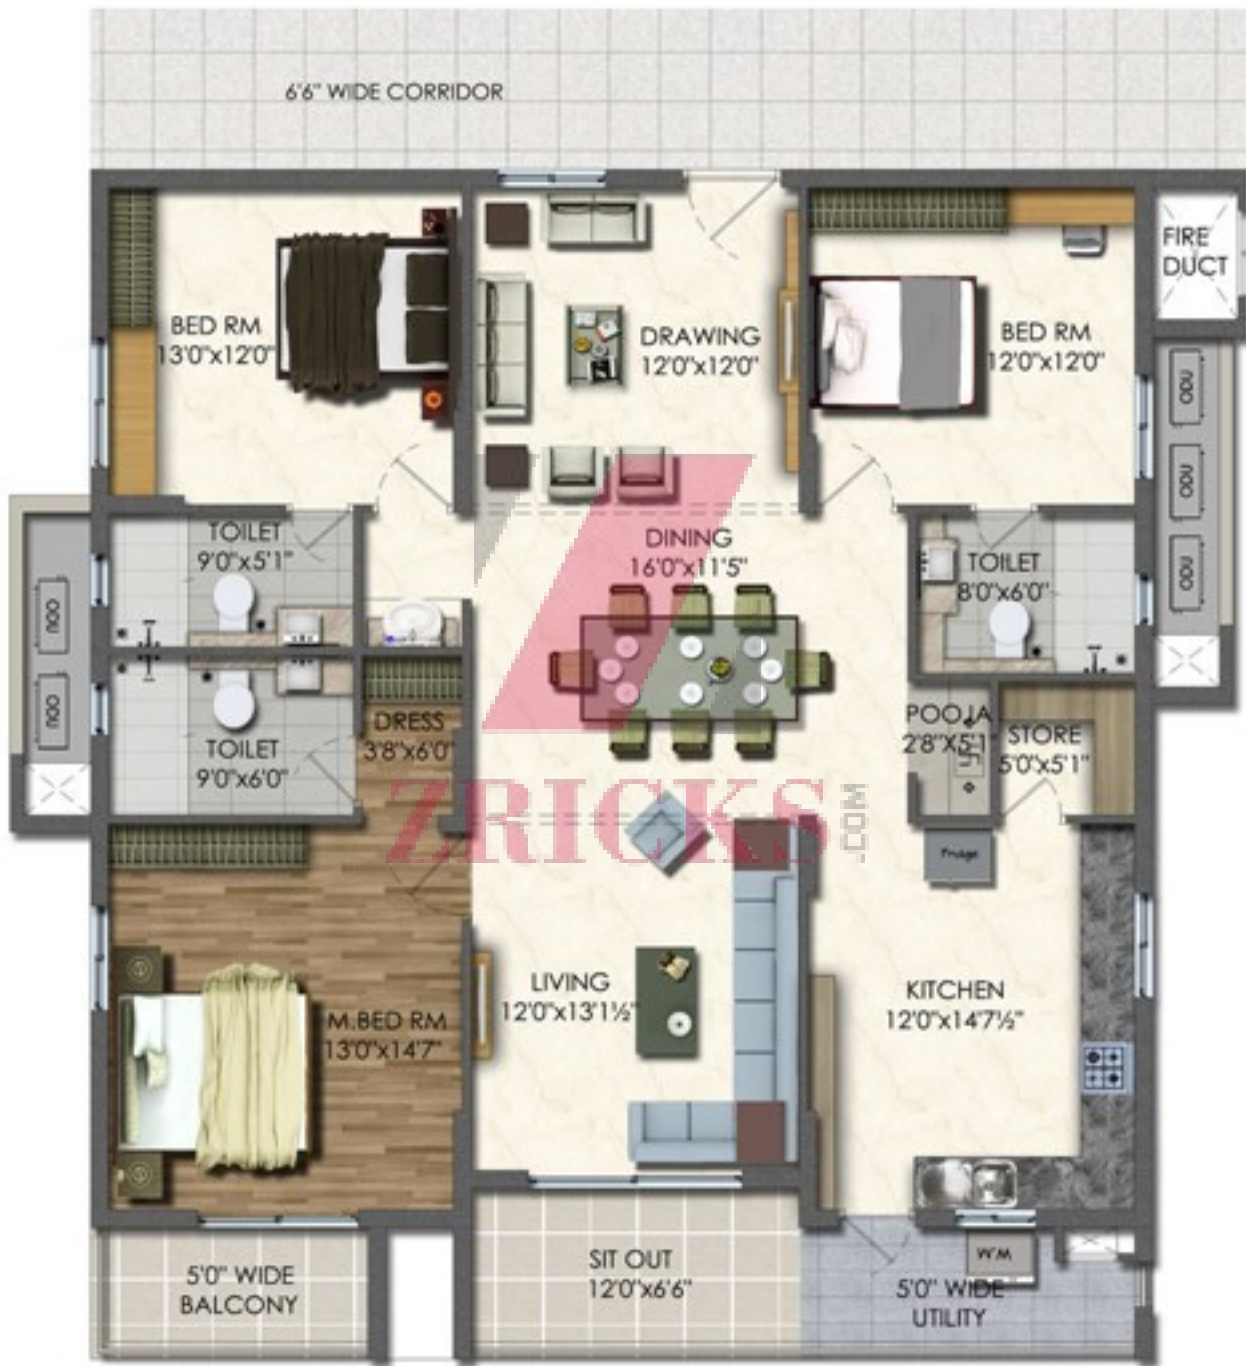 6'6" WIDE CORRIDOR
BED RM
13'0"x12'0"
DRAWING
12'0"x12'0"
BED RM
12'0"x12'0"
FIRE
DUCT
ODU
ODU
ODU
TOILET
9'0"x5'1"
DINING
16'0"x11'5"
TOILET
8'0"x6'0"
ODU
ODU
TOILET
9'0"x6'0"
DRESS
3'8"x6'0"
POOJA
2'8"x5'1"
STORE
5'0"x5'1"
ZRICKS
.COM
Fridge
LIVING
12'0"x13'1½"
KITCHEN
12'0"x14'7½"
M.BED RM
13'0"x14'7"
5'0" WIDE
BALCONY
SIT OUT
12'0"x6'6"
W.M
5'0" WIDE
UTILITY